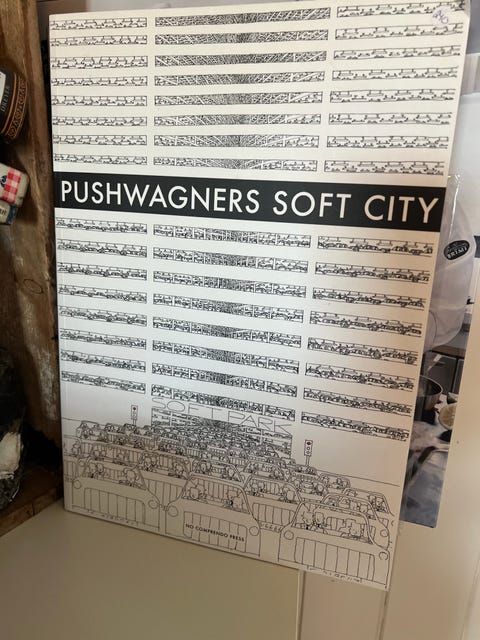 PUSHWAGNERS SOFT CITY
SOFT PARK
NO COMPRENDO PRESS